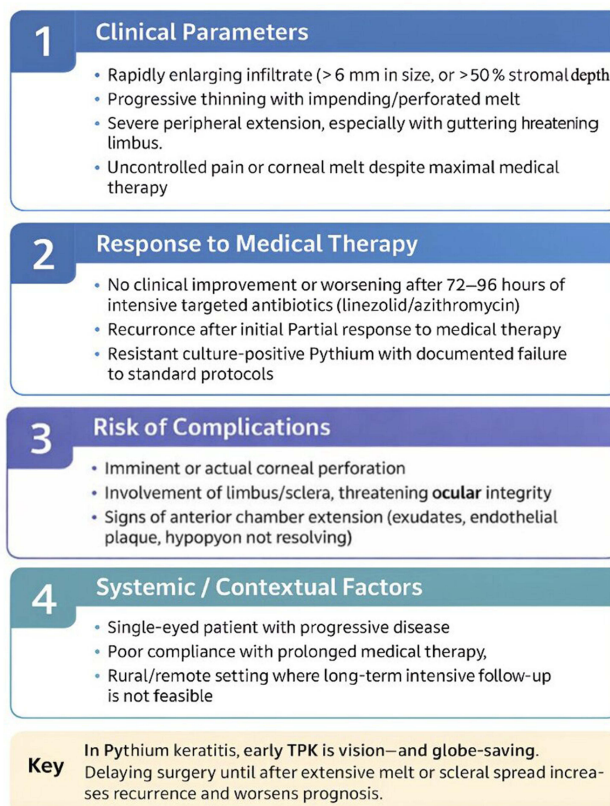 1 Clinical Parameters
• Rapidly enlarging infiltrate (> 6 mm in size, or > 50 % stromal depth
• Progressive thinning with impending/perforated melt
• Severe peripheral extension, especially with guttering hreatening
limbus.
• Uncontrolled pain or corneal melt despite maximal medical
therapy
2 Response to Medical Therapy
• No clinical improvement or worsening after 72–96 hours of
intensive targeted antibiotics (linezolid/azithromycin)
• Recurronce after initial Partial response to medical therapy
• Resistant culture-positive Pythium with documented failure
to standard protocols
3 Risk of Complications
• Imminent or actual corneal perforation
• Involvement of limbus/sclera, threatening ocular integrity
• Signs of anterior chamber extension (exudates, endothelial
plaque, hypopyon not resolving)
4 Systemic / Contextual Factors
• Single-eyed patient with progressive disease
• Poor compliance with prolonged medical therapy,
• Rural/remote setting where long-term intensive follow-up
is not feasible
Key
In Pythium keratitis, early TPK is vision—and globe-saving.
Delaying surgery until after extensive melt or scleral spread increa-
ses recurrence and worsens prognosis.